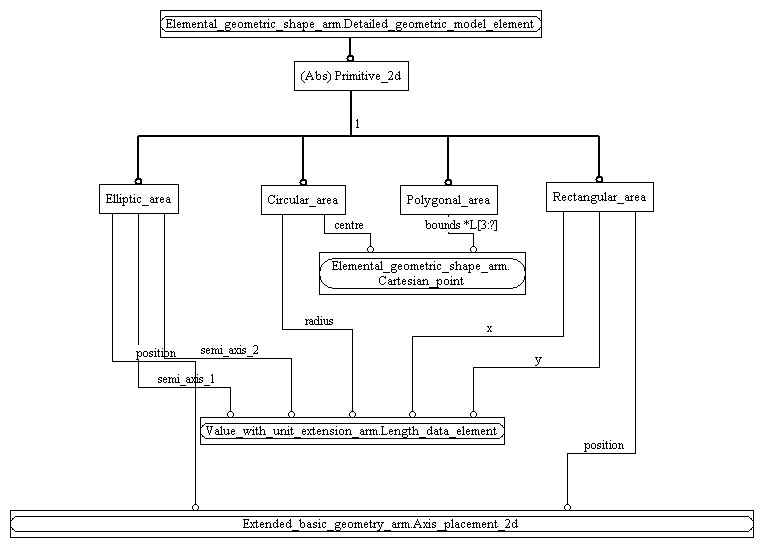 Elemental_geometric_shape_arm.Detailed_geometric_model_element
(Abs) Primitive_2d
1
Elliptic_area
Circular_area
Polygonal_area
Rectangular_area
centre
bounds *L[3:?]
Elemental_geometric_shape_arm.
Cartesian_point
radius
x
position
semi_axis_2
y
semi_axis_1
Value_with_unit_extension_arm.Length_data_element
position
Extended_basic_geometry_arm.Axis_placement_2d